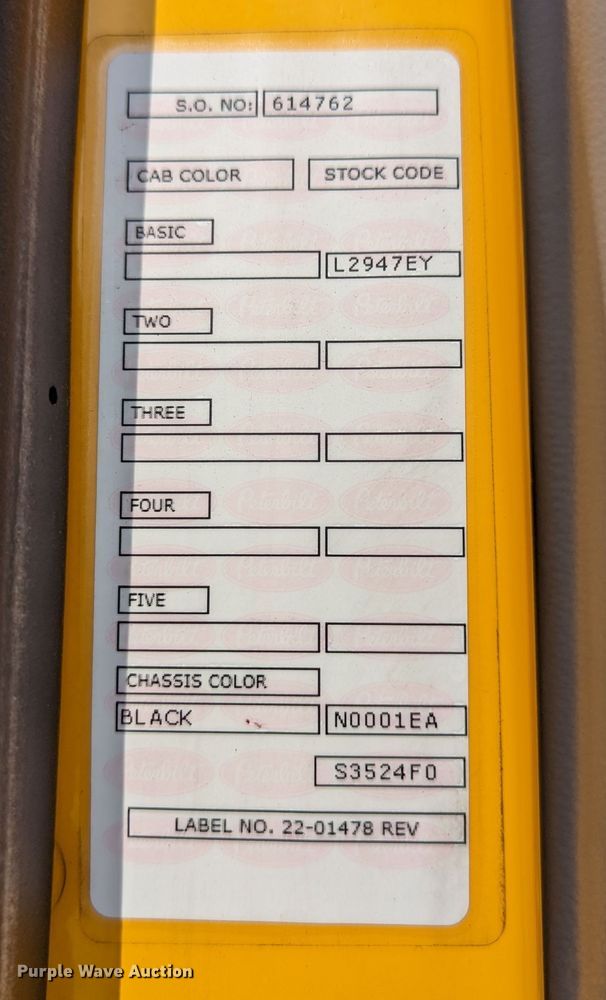 S.O. NO: 614762
CAB COLOR STOCK CODE
BASIC
L2947EY
TWO
THREE
FOUR
FIVE
CHASSIS COLOR
BLACK N0001EA
S3524F0
LABEL NO. 22-01478 REV
Peterbilt
Purple Wave Auction